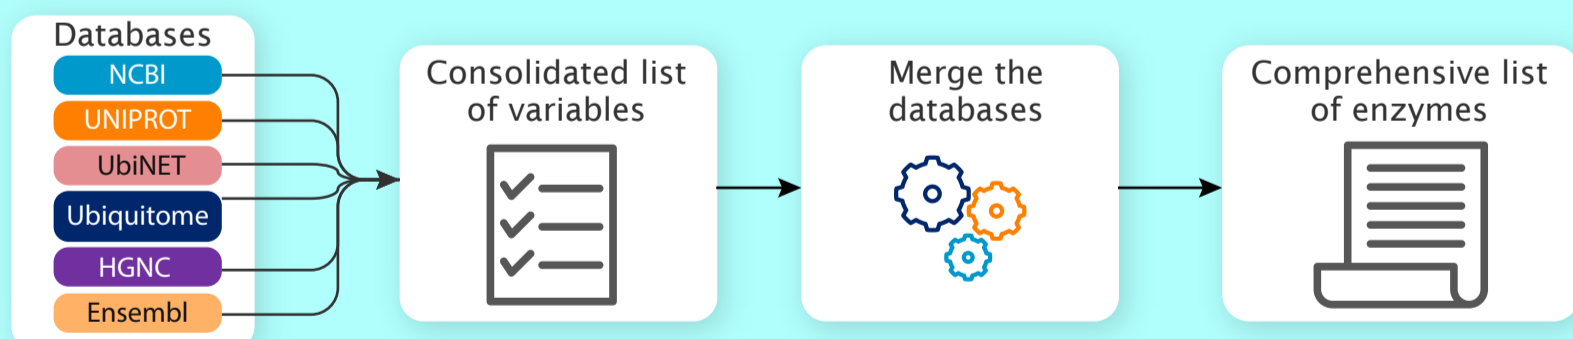 Databases
NCBI
UNIPROT
UbiNET
Ubiquitome
HGNC
Ensembl
Consolidated list
of variables
Merge the
databases
Comprehensive list
of enzymes